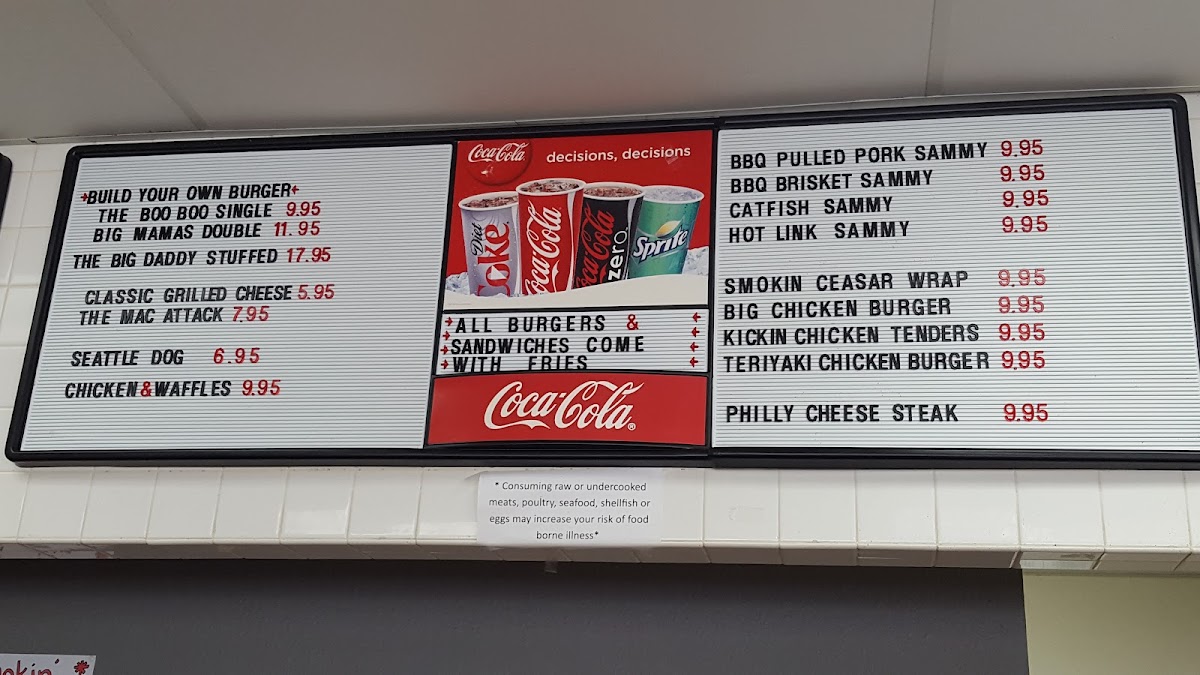 BUILD YOUR OWN BURGER
THE BOO BOO SINGLE 9.95
BIG MAMAS DOUBLE 11.95
THE BIG DADDY STUFFED 17.95
CLASSIC GRILLED CHEESE 5.95
THE MAC ATTACK 7.95
SEATTLE DOG 6.95
CHICKEN & WAFFLES 9.95
Coca-Cola decisions, decisions
Diet Coke
Coca-Cola
Coca-Cola zero
Sprite
ALL BURGERS &
SANDWICHES COME
WITH FRIES
Coca-Cola®
BBQ PULLED PORK SAMMY 9.95
BBQ BRISKET SAMMY 9.95
CATFISH SAMMY 9.95
HOT LINK SAMMY 9.95
SMOKIN CEASAR WRAP 9.95
BIG CHICKEN BURGER 9.95
KICKIN CHICKEN TENDERS 9.95
TERIYAKI CHICKEN BURGER 9.95
PHILLY CHEESE STEAK 9.95
* Consuming raw or undercooked
meats, poultry, seafood, shellfish or
eggs may increase your risk of food
borne illness*